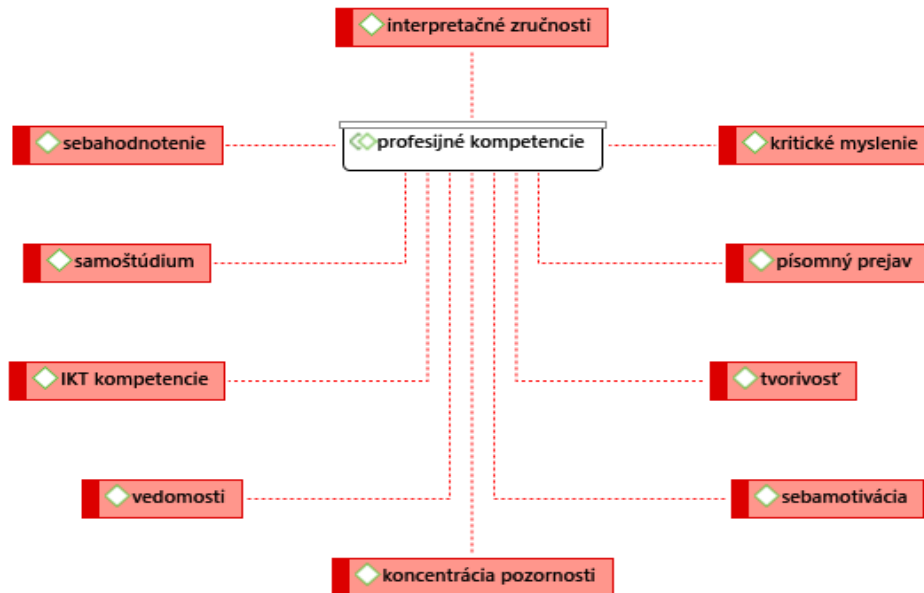 interpretačné zručnosti
sebahodnotenie
profesijné kompetencie
kritické myslenie
samoštúdium
písomný prejav
IKT kompetencie
tvorivosť
vedomosti
sebamotivácia
koncentrácia pozornosti